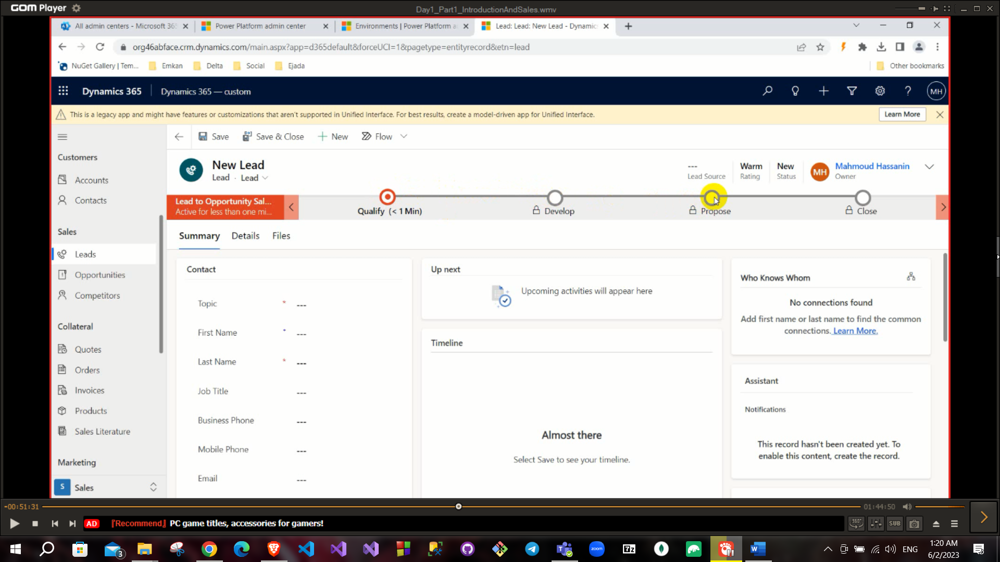 GOM Player
Day1_Part1_IntroductionAndSales.wmv
All admin centers - Microsoft 365
Power Platform admin center
Environments | Power Platform a
Lead: Lead: New Lead - Dynamic
org46abface.crm.dynamics.com/main.aspx?app=d365default&forceUCI=1&pagetype=entityrecord&etn=lead
NuGet Gallery | Tem...
Emkan
Delta
Social
Ejada
Other bookmarks
Dynamics 365
Dynamics 365 — custom
MH
This is a legacy app and might have features or customizations that aren't supported in Unified Interface. For best results, create a model-driven app for Unified Interface.
Learn More
Save
Save & Close
New
Flow
Customers
Accounts
Contacts
Sales
Leads
Opportunities
Competitors
Collateral
Quotes
Orders
Invoices
Products
Sales Literature
Marketing
S
Sales
New Lead
Lead · Lead
---
Lead Source
Warm
Rating
New
Status
MH
Mahmoud Hassanin
Owner
Lead to Opportunity Sal...
Active for less than one mi...
Qualify (< 1 Min)
Develop
Propose
Close
Summary
Details
Files
Contact
Topic * ---
First Name + ---
Last Name * ---
Job Title ---
Business Phone ---
Mobile Phone ---
Email ---
Up next
Upcoming activities will appear here
Timeline
Almost there
Select Save to see your timeline.
Who Knows Whom
No connections found
Add first name or last name to find the common
connections. Learn More.
Assistant
Notifications
This record hasn't been created yet. To
enable this content, create the record.
-00:51:31
01:44:50
AD
『Recommend』 PC game titles, accessories for gamers!
360°
SUB
3
zoom
7z
W
ENG
1:20 AM
6/2/2023